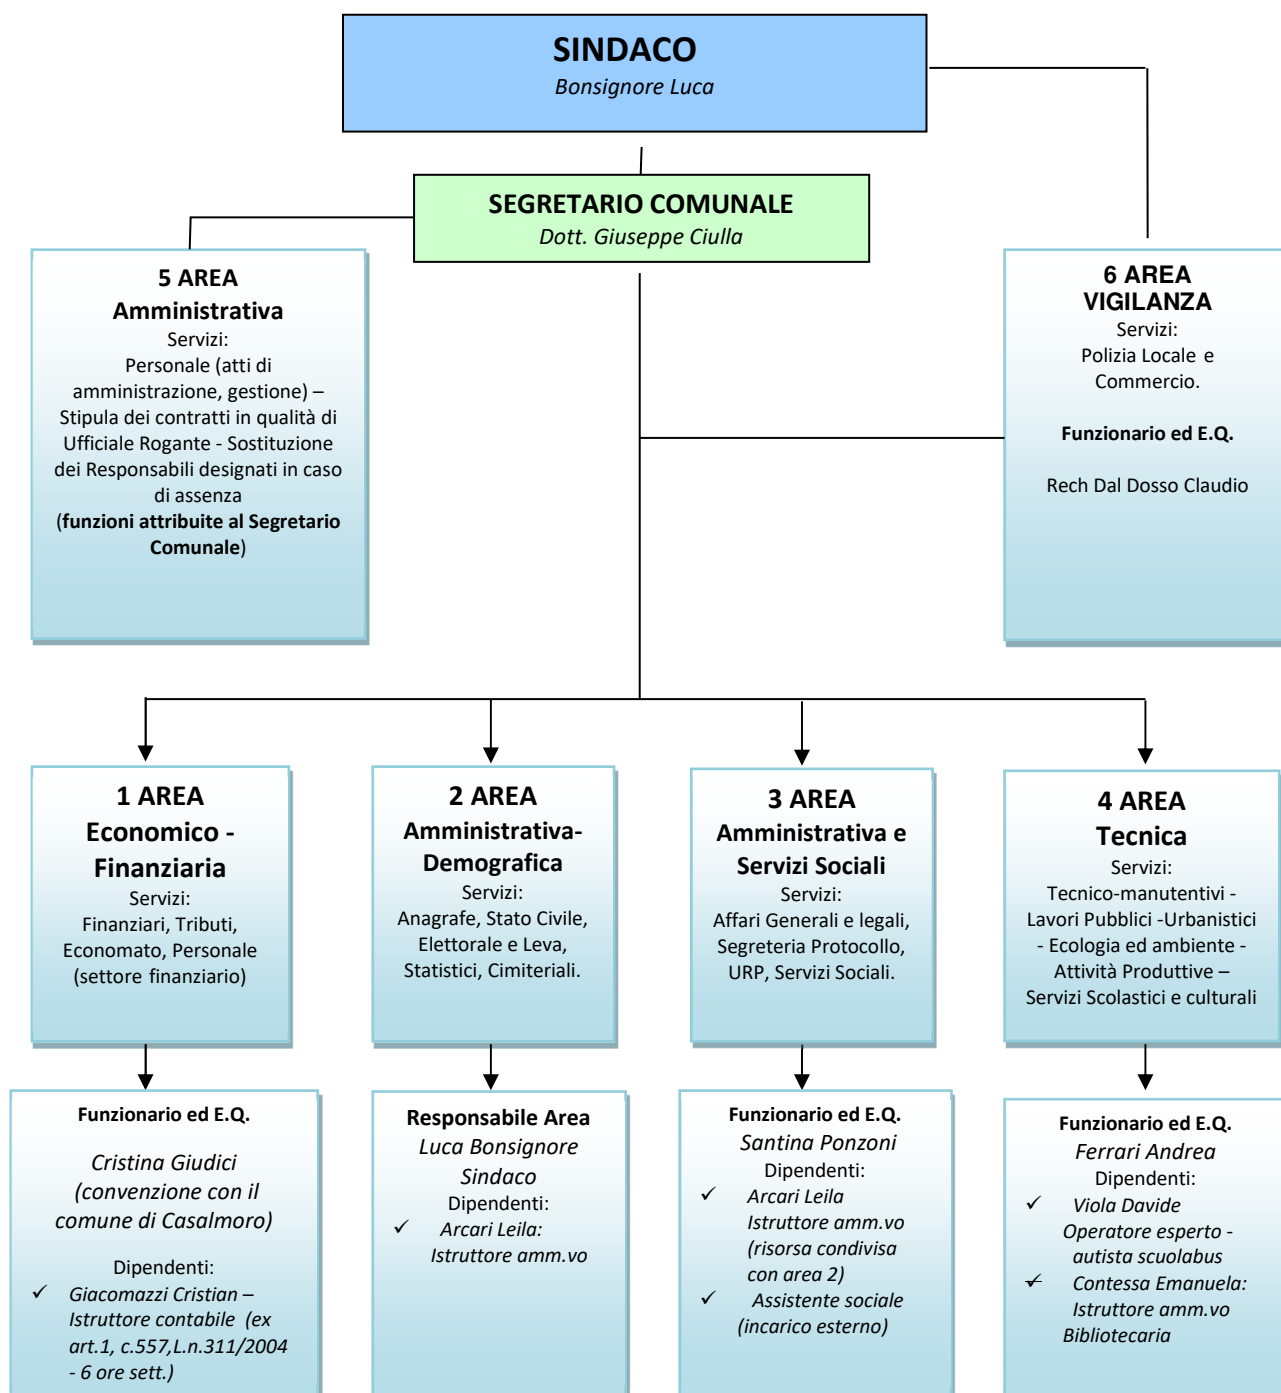 SINDACO
Bonsignore Luca
SEGRETARIO COMUNALE
Dott. Giuseppe Ciulla
5 AREA
Amministrativa
Servizi:
Personale (atti di
amministrazione, gestione) –
Stipula dei contratti in qualità di
Ufficiale Rogante - Sostituzione
dei Responsabili designati in caso
di assenza
(funzioni attribuite al Segretario
Comunale)
6 AREA
VIGILANZA
Servizi:
Polizia Locale e
Commercio.
Funzionario ed E.Q.
Rech Dal Dosso Claudio
1 AREA
Economico -
Finanziaria
Servizi:
Finanziari, Tributi,
Economato, Personale
(settore finanziario)
2 AREA
Amministrativa-
Demografica
Servizi:
Anagrafe, Stato Civile,
Elettorale e Leva,
Statistici, Cimiteriali.
3 AREA
Amministrativa e
Servizi Sociali
Servizi:
Affari Generali e legali,
Segreteria Protocollo,
URP, Servizi Sociali.
4 AREA
Tecnica
Servizi:
Tecnico-manutentivi -
Lavori Pubblici -Urbanistici
- Ecologia ed ambiente -
Attività Produttive –
Servizi Scolastici e culturali
Funzionario ed E.Q.
Cristina Giudici
(convenzione con il
comune di Casalmoro)
Dipendenti:
✓ Giacomazzi Cristian –
Istruttore contabile (ex
art.1, c.557,L.n.311/2004
- 6 ore sett.)
Responsabile Area
Luca Bonsignore
Sindaco
Dipendenti:
✓ Arcari Leila:
Istruttore amm.vo
Funzionario ed E.Q.
Santina Ponzoni
Dipendenti:
✓ Arcari Leila
Istruttore amm.vo
(risorsa condivisa
con area 2)
✓ Assistente sociale
(incarico esterno)
Funzionario ed E.Q.
Ferrari Andrea
Dipendenti:
✓ Viola Davide
Operatore esperto -
autista scuolabus
✓ Contessa Emanuela:
Istruttore amm.vo
Bibliotecaria